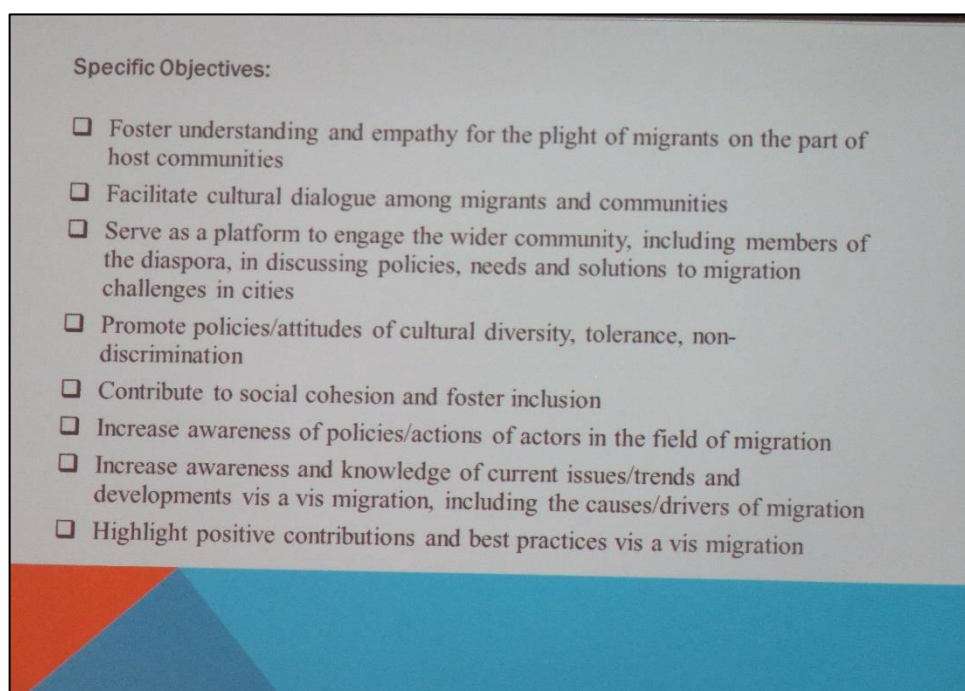 Specific Objectives:
❑ Foster understanding and empathy for the plight of migrants on the part of
host communities
❑ Facilitate cultural dialogue among migrants and communities
❑ Serve as a platform to engage the wider community, including members of
the diaspora, in discussing policies, needs and solutions to migration
challenges in cities
❑ Promote policies/attitudes of cultural diversity, tolerance, non-
discrimination
❑ Contribute to social cohesion and foster inclusion
❑ Increase awareness of policies/actions of actors in the field of migration
❑ Increase awareness and knowledge of current issues/trends and
developments vis a vis migration, including the causes/drivers of migration
❑ Highlight positive contributions and best practices vis a vis migration